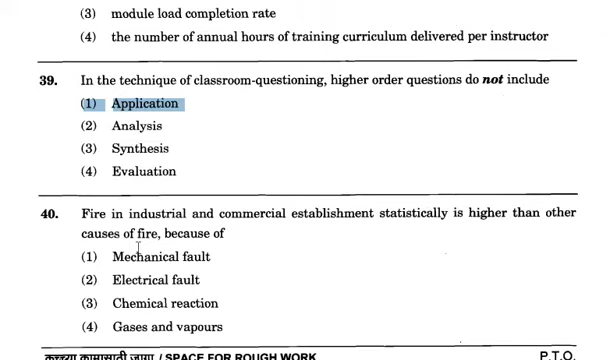 (3) module load completion rate
(4) the number of annual hours of training curriculum delivered per instructor
39. In the technique of classroom-questioning, higher order questions do not include
(1) Application
(2) Analysis
(3) Synthesis
(4) Evaluation
40. Fire in industrial and commercial establishment statistically is higher than other
causes of fire, because of
(1) Mechanical fault
(2) Electrical fault
(3) Chemical reaction
(4) Gases and vapours
कच्च्या कामासाठी जागा / SPACE FOR ROUGH WORK P.T.O.